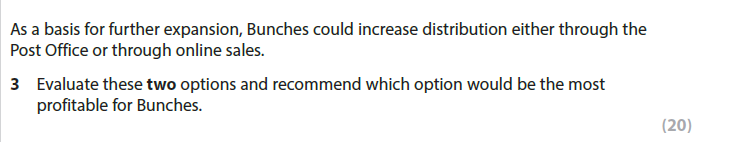 As a basis for further expansion, Bunches could increase distribution either through the
Post Office or through online sales.
3 Evaluate these two options and recommend which option would be the most
profitable for Bunches.
(20)